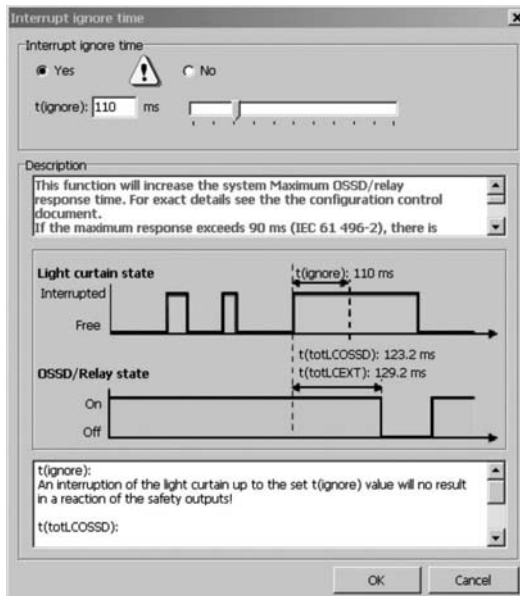 Interrupt ignore time
Interrupt ignore time
Yes
No
t(ignore): 110 ms
Description
This function will increase the system Maximum OSSD/relay
response time. For exact details see the the configuration control
document.
If the maximum response exceeds 90 ms (IEC 61 496-2), there is
Light curtain state
t(ignore): 110 ms
Interrupted
Free
t(totLCOSSD): 123.2 ms
OSSD/Relay state
t(totLCEXT): 129.2 ms
On
Off
t(ignore):
An interruption of the light curtain up to the set t(ignore) value will no result
in a reaction of the safety outputs!
t(totLCOSSD):
OK
Cancel